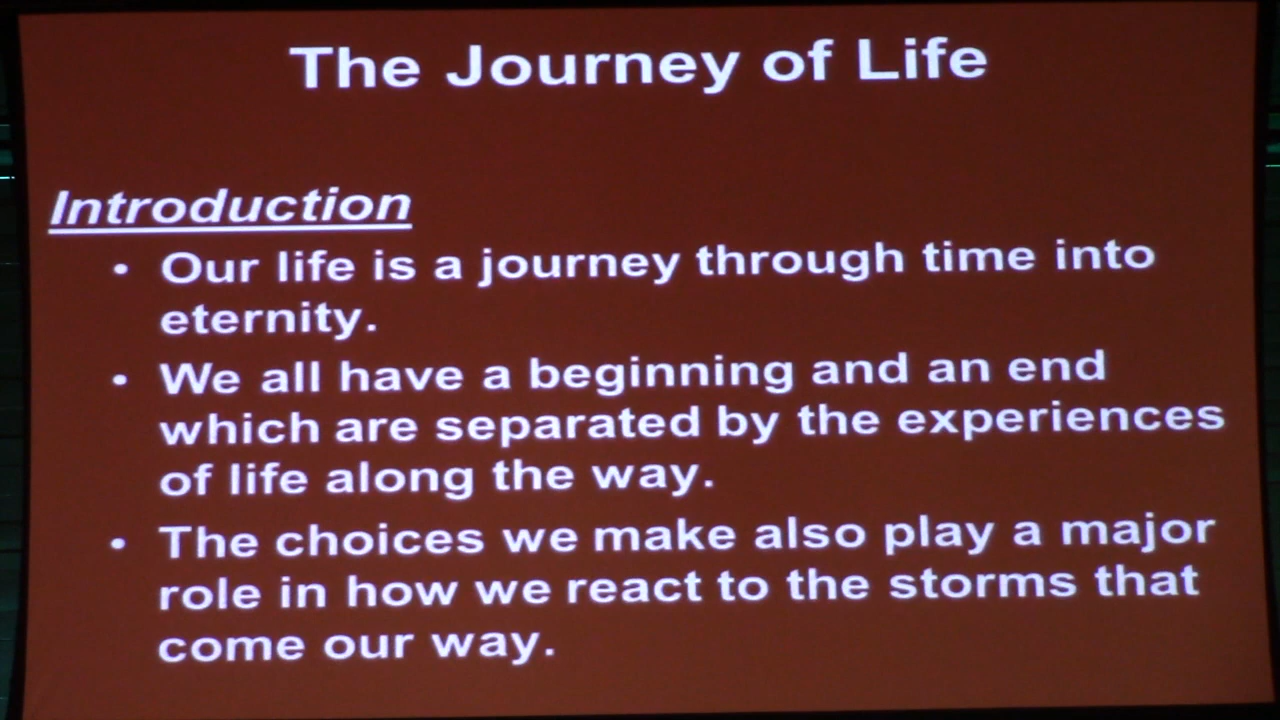 The Journey of Life
Introduction
• Our life is a journey through time into
eternity.
• We all have a beginning and an end
which are separated by the experiences
of life along the way.
• The choices we make also play a major
role in how we react to the storms that
come our way.